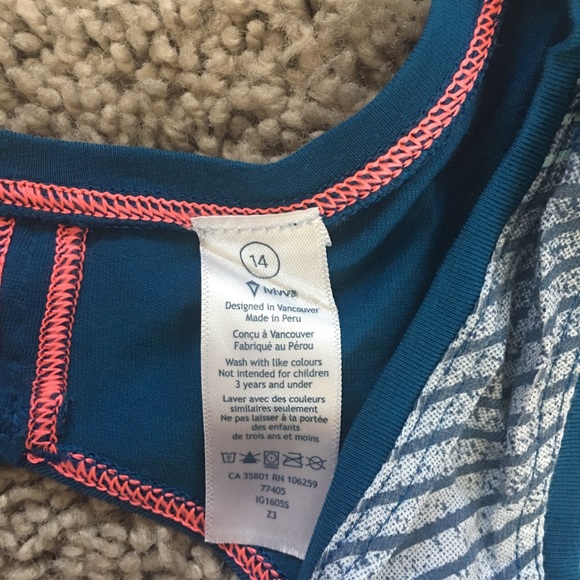 14
ivivva
Designed in Vancouver
Made in Peru
Conçu à Vancouver
Fabriqué au Pérou
Wash with like colours
Not intended for children
3 years and under
Laver avec des couleurs
similaires seulement
Ne pas laisser à la portée
des enfants
de trois ans et moins
CA 35801 RN 106259
77405
IG1605S
Z3